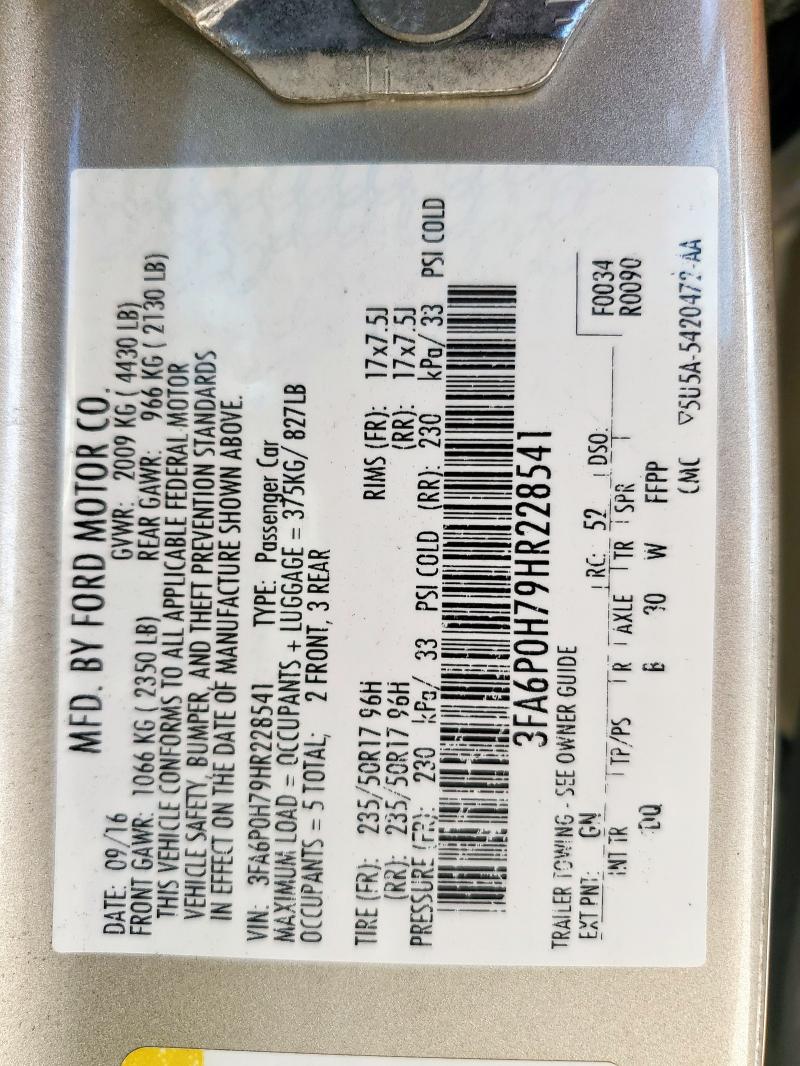 MFD. BY FORD MOTOR CO.
DATE: 09/16 GVWR: 2009 KG ( 4430 LB)
FRONT GAWR: 1066 KG ( 2350 LB) REAR GAWR: 966 KG ( 2130 LB)
THIS VEHICLE CONFORMS TO ALL APPLICABLE FEDERAL MOTOR
VEHICLE SAFETY, BUMPER, AND THEFT PREVENTION STANDARDS
IN EFFECT ON THE DATE OF MANUFACTURE SHOWN ABOVE.
VIN: 3FA6P0H79HR228541 TYPE: Passenger Car
MAXIMUM LOAD = OCCUPANTS + LUGGAGE = 375KG/ 827LB
OCCUPANTS = 5 TOTAL; 2 FRONT, 3 REAR
TIRE (FR): 235/50R17 96H RIMS (FR): 17x7.5J
(RR): 235/50R17 96H (RR): 17x7.5J
PRESSURE (FR): 230 kPa/ 33 PSI COLD (RR): 230 kPa/ 33 PSI COLD
3FA6P0H79HR228541
TRAILER TOWING - SEE OWNER GUIDE
F0034
R0090
EXT PNT: GN RC: 52 DSO:
INT TR TP/PS R AXLE TR SPR
DQ B 30 W FFPP
CMC ▽5U5A-5420472-AA